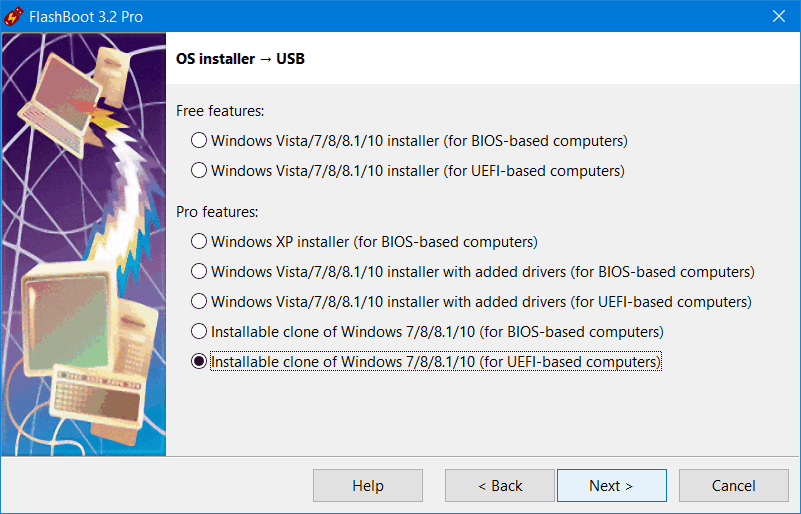 FlashBoot 3.2 Pro
OS installer → USB
Free features:
Windows Vista/7/8/8.1/10 installer (for BIOS-based computers)
Windows Vista/7/8/8.1/10 installer (for UEFI-based computers)
Pro features:
Windows XP installer (for BIOS-based computers)
Windows Vista/7/8/8.1/10 installer with added drivers (for BIOS-based computers)
Windows Vista/7/8/8.1/10 installer with added drivers (for UEFI-based computers)
Installable clone of Windows 7/8/8.1/10 (for BIOS-based computers)
Installable clone of Windows 7/8/8.1/10 (for UEFI-based computers)
Help
< Back
Next >
Cancel